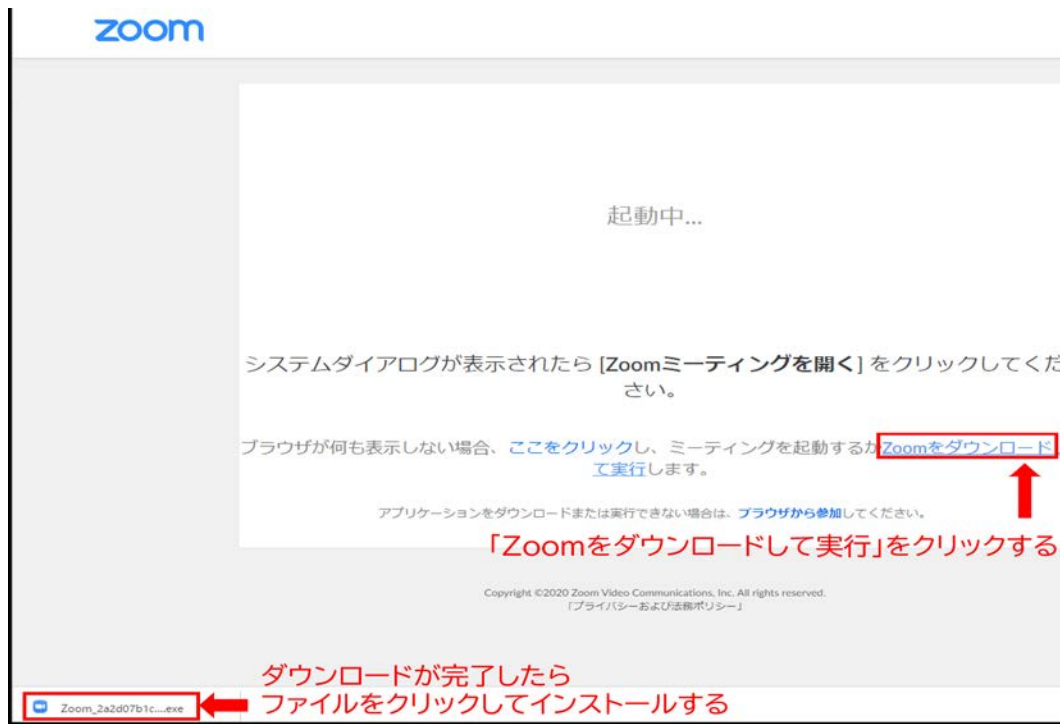 zoom
起動中...
システムダイアログが表示されたら [Zoomミーティングを開く] をクリックしてくだ
さい。
ブラウザが何も表示しない場合、ここをクリックし、ミーティングを起動するか Zoomをダウンロード
て実行します。
アプリケーションをダウンロードまたは実行できない場合は、ブラウザから参加してください。
「Zoomをダウンロードして実行」をクリックする
Copyright ©2020 Zoom Video Communications, Inc. All rights reserved.
「プライバシーおよび法務ポリシー」
ダウンロードが完了したら
ファイルをクリックしてインストールする
Zoom_2a2d07b1c....exe